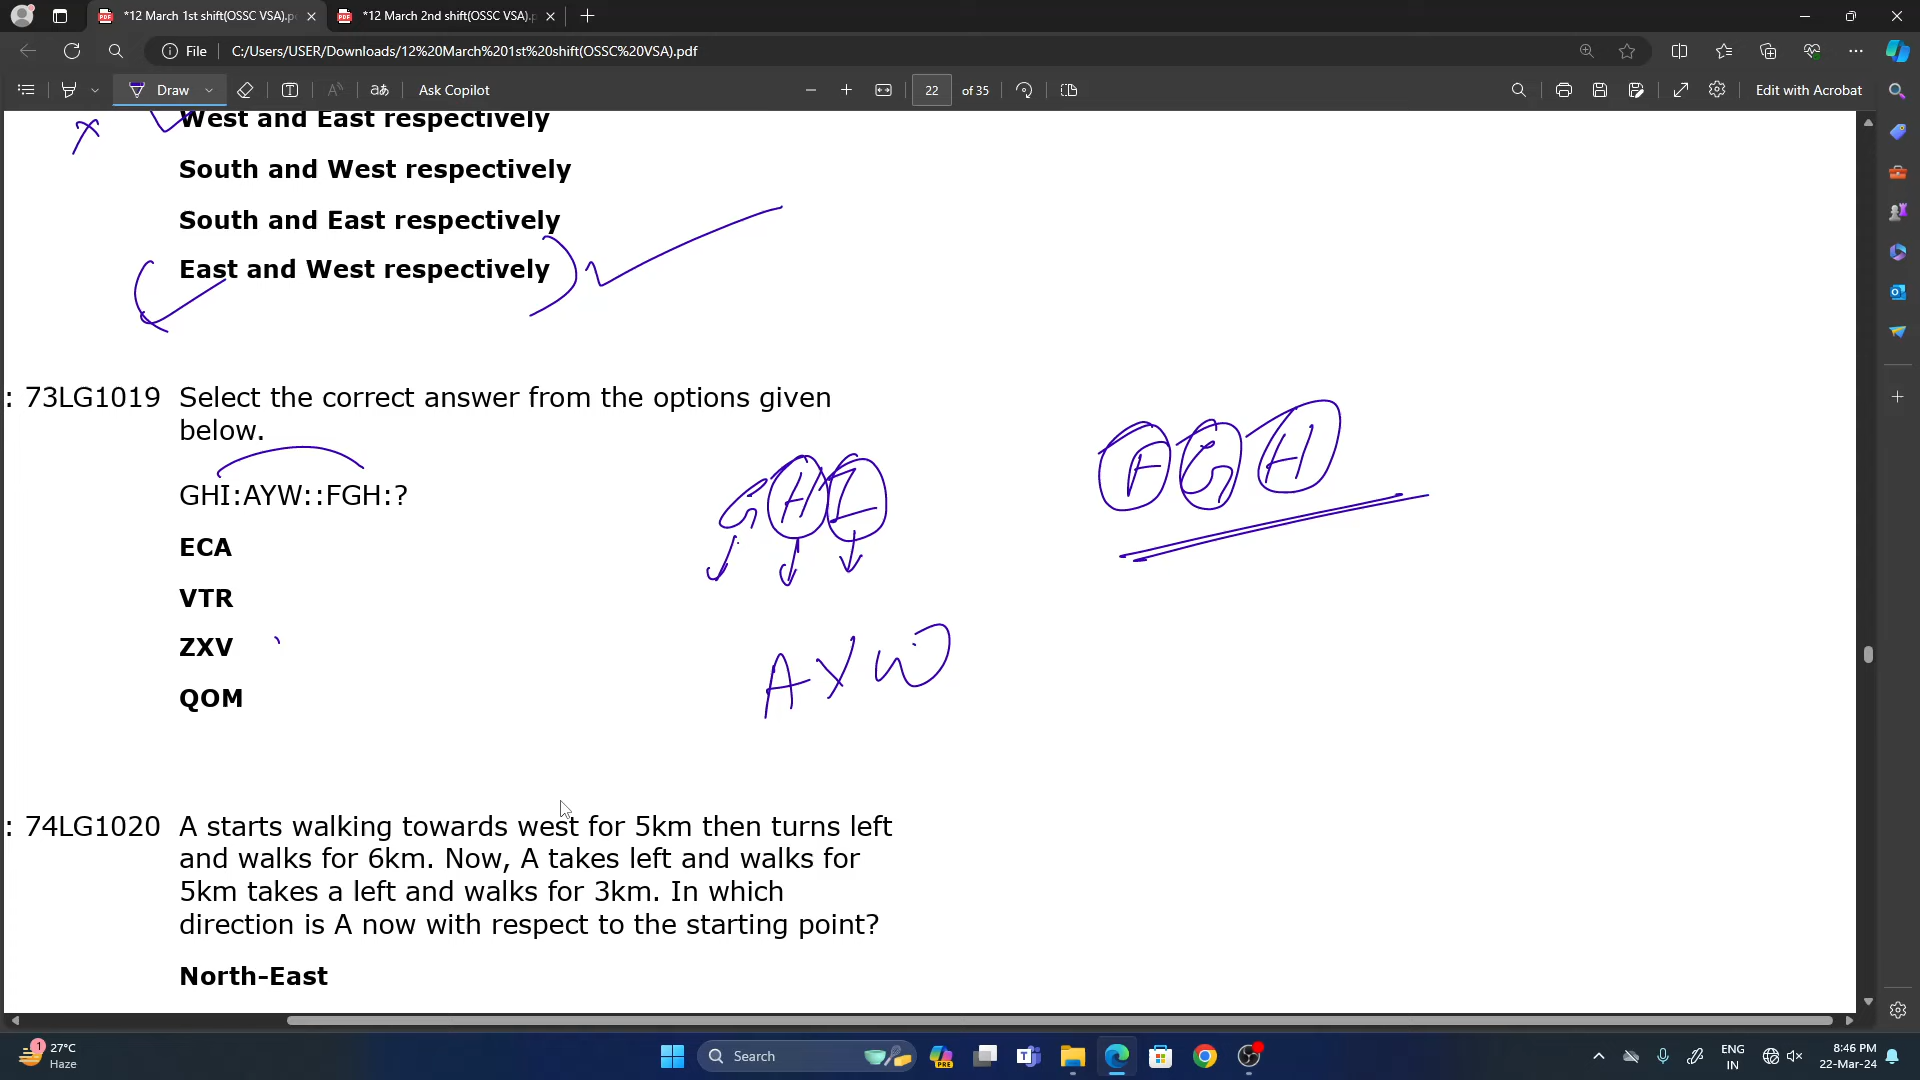 *12 March 1st shift(OSSC VSA).p
*12 March 2nd shift(OSSC VSA).p
File
C:/Users/USER/Downloads/12%20March%201st%20shift(OSSC%20VSA).pdf
Draw
aあ
Ask Copilot
22
of 35
Edit with Acrobat
West and East respectively
South and West respectively
South and East respectively
East and West respectively
: 73LG1019 Select the correct answer from the options given
below.
GHI:AYW::FGH:?
G H I
F G H
ECA
VTR
ZXV
A Y W
QOM
: 74LG1020 A starts walking towards west for 5km then turns left
and walks for 6km. Now, A takes left and walks for
5km takes a left and walks for 3km. In which
direction is A now with respect to the starting point?
North-East
1
27°C
Haze
Search
PRE
ENG
IN
8:46 PM
22-Mar-24